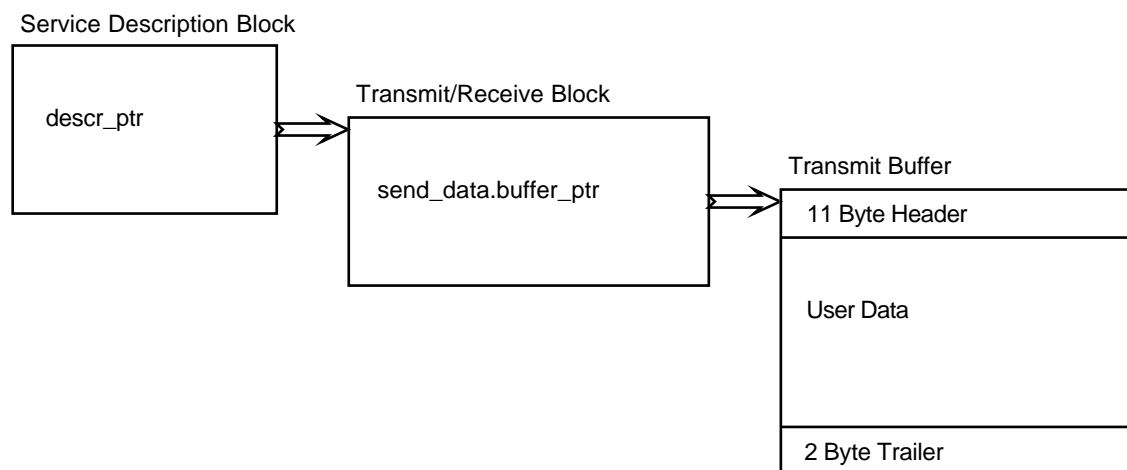 Service Description Block
descr_ptr
Transmit/Receive Block
send_data.buffer_ptr
Transmit Buffer
11 Byte Header
User Data
2 Byte Trailer